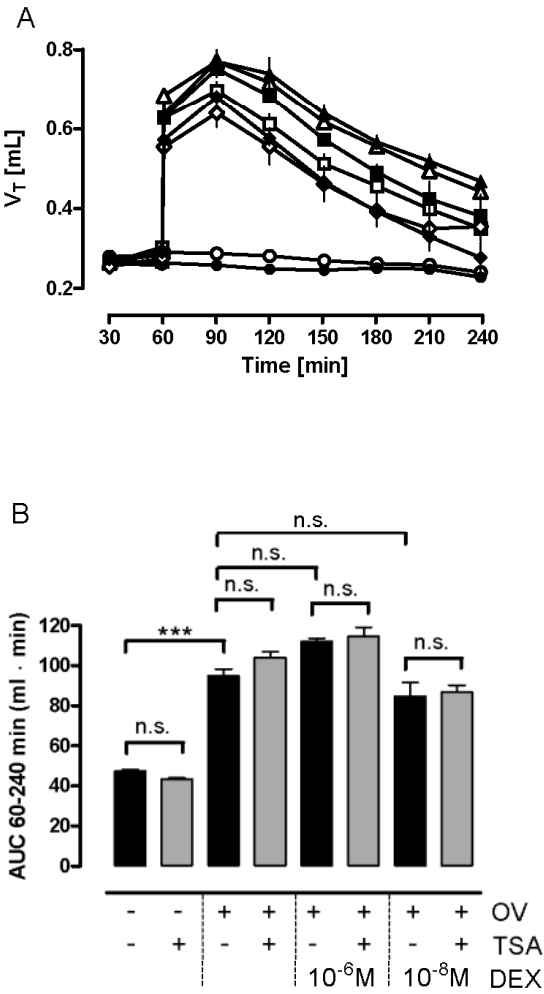 A
0.8
0.6
0.4
0.2
V_T [mL]
30 60 90 120 150 180 210 240
Time [min]
B
n.s.
n.s.
n.s. n.s.
*** n.s.
n.s.
120
100
80
60
40
20
0
AUC 60-240 min (ml · min)
- - + + + + + + OV
- + - + - + - + TSA
10^-6M 10^-8M DEX